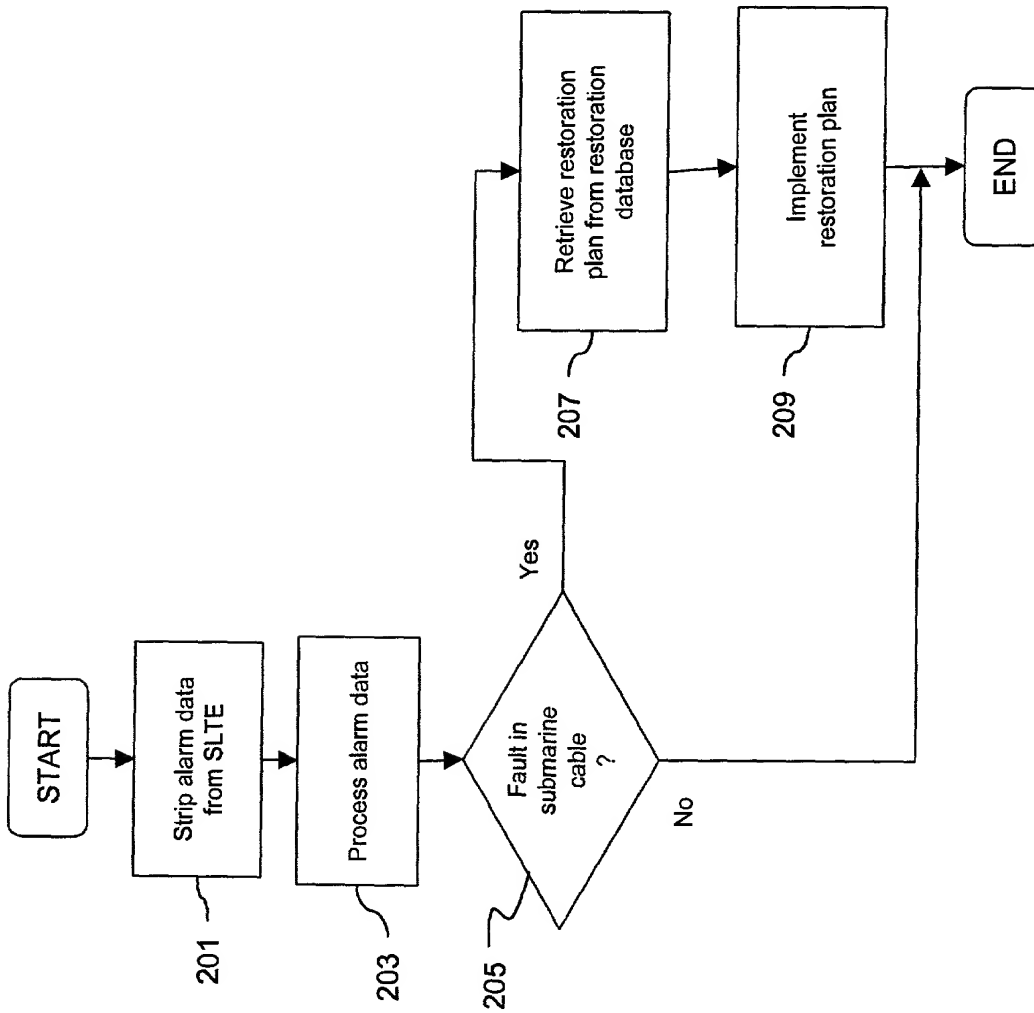 START
Strip alarm data
from SLTE
201
Process alarm data
203
Fault in
submarine
cable
?
205
Yes
No
Retrieve restoration
plan from restoration
database
207
Implement
restoration plan
209
END